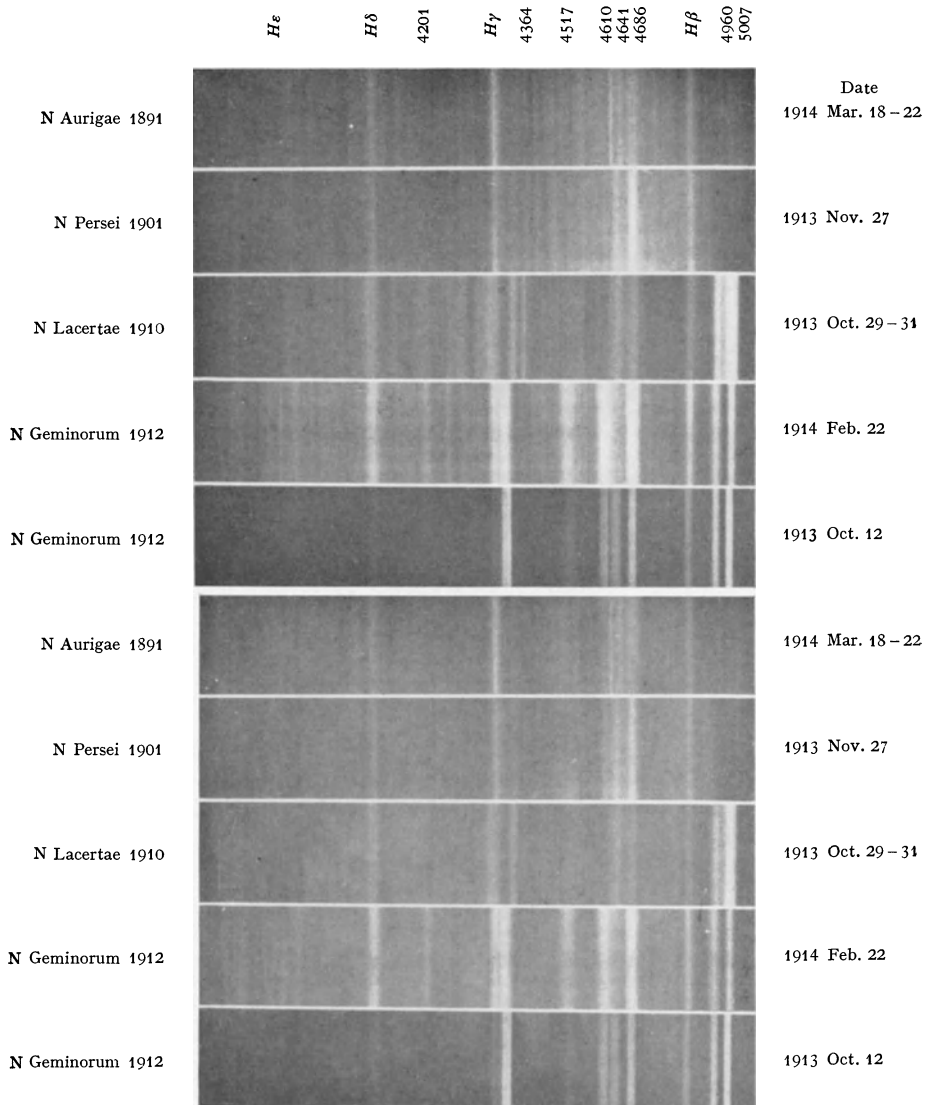 Hε Hδ 4201 Hγ 4364 4517 4610 4641 4686 Hβ 4960 5007
Date
N Aurigae 1891 1914 Mar. 18–22
N Persei 1901 1913 Nov. 27
N Lacertae 1910 1913 Oct. 29–31
N Geminorum 1912 1914 Feb. 22
N Geminorum 1912 1913 Oct. 12
N Aurigae 1891 1914 Mar. 18–22
N Persei 1901 1913 Nov. 27
N Lacertae 1910 1913 Oct. 29–31
N Geminorum 1912 1914 Feb. 22
N Geminorum 1912 1913 Oct. 12